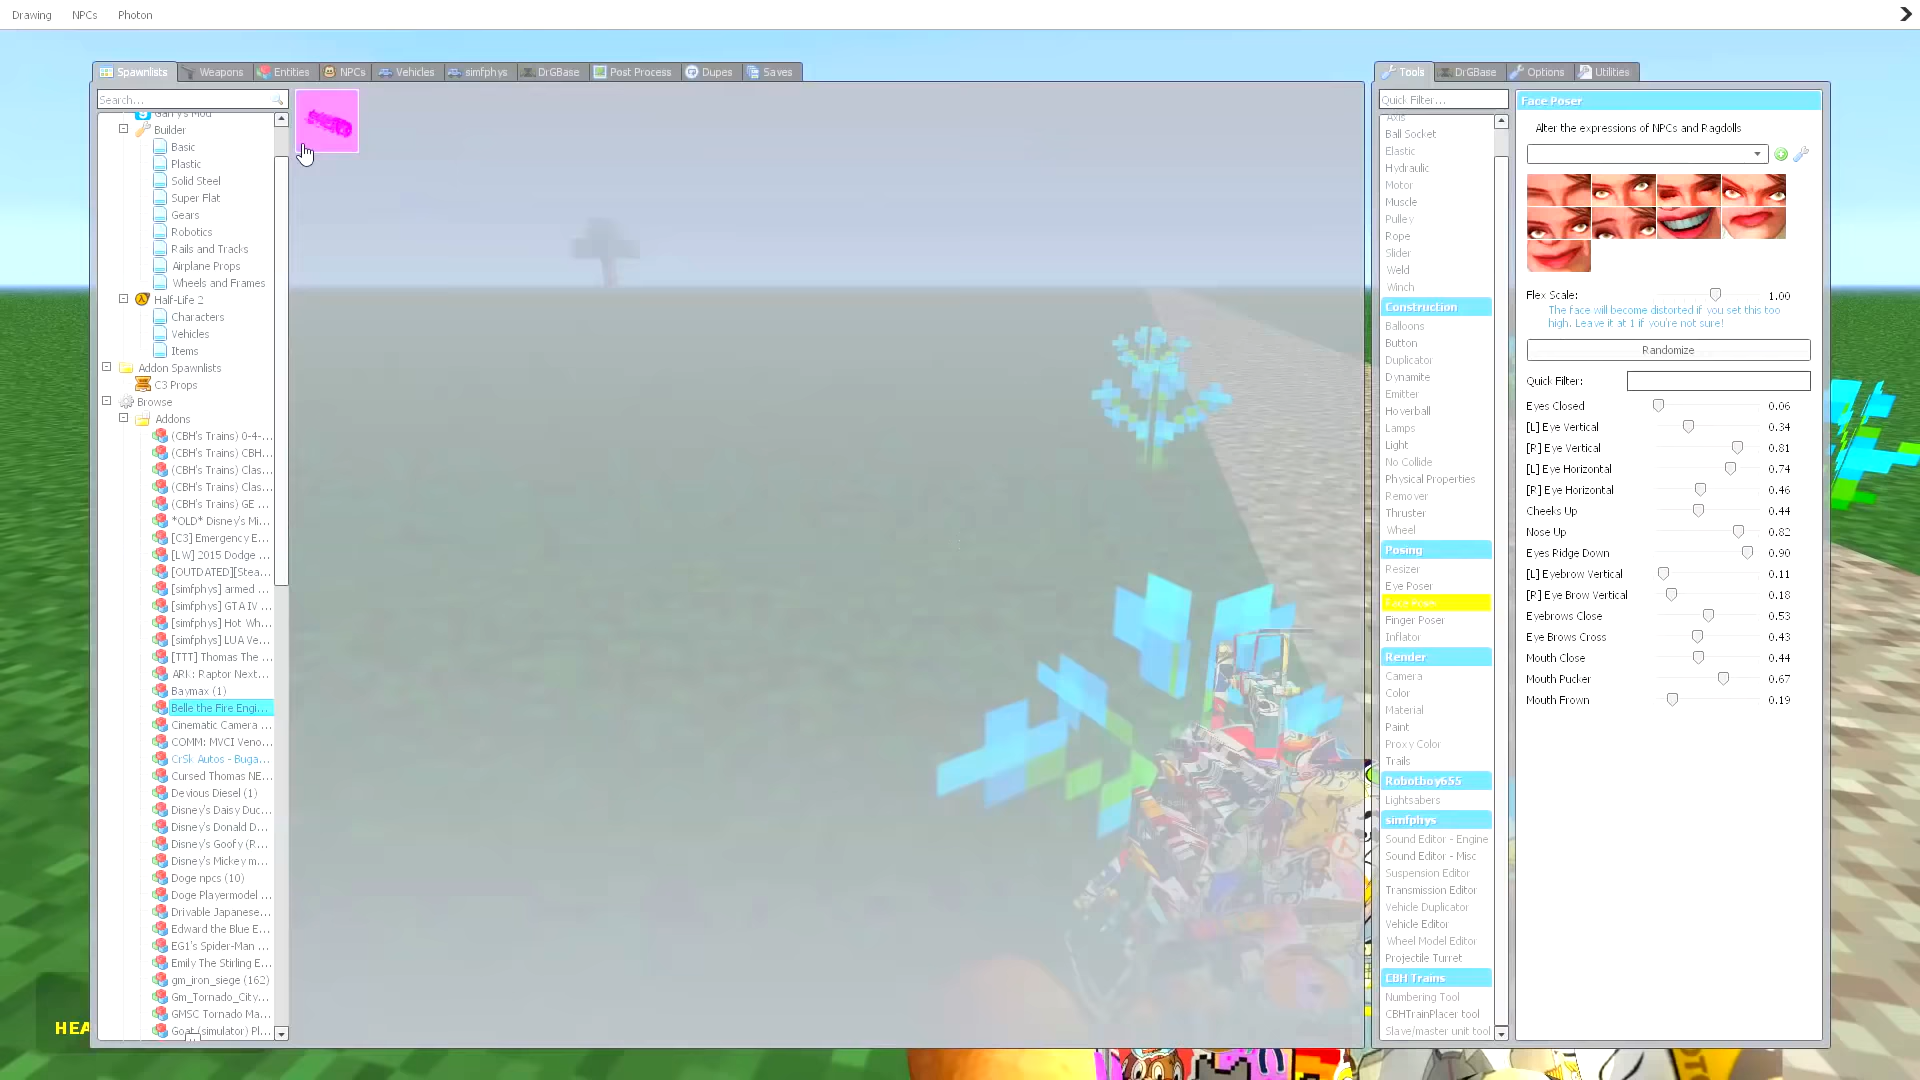 Drawing NPCs Photon
Spawnlists Weapons Entities NPCs Vehicles simfphys DrGBase Post Process Dupes Saves
Search...
Garry's Mod
Builder
Basic
Plastic
Solid Steel
Super Flat
Gears
Robotics
Rails and Tracks
Airplane Props
Wheels and Frames
Half-Life 2
Characters
Vehicles
Items
Addon Spawnlists
C3 Props
Browse
Addons
(CBH's Trains) 0-4-...
(CBH's Trains) CBH...
(CBH's Trains) Clas...
(CBH's Trains) Clas...
(CBH's Trains) GE ...
*OLD* Disney's Mi...
[C3] Emergency E...
[LW] 2015 Dodge ...
[OUTDATED][Stea...
[simfphys] armed ...
[simfphys] GTA IV ...
[simfphys] Hot Wh...
[simfphys] LUA Ve...
[TTT] Thomas The ...
ARK: Raptor Next...
Baymax (1)
Belle the Fire Engi...
Cinematic Camera ...
COMM: MVCI Veno...
CrSk Autos - Buga...
Cursed Thomas NE...
Devious Diesel (1)
Disney's Daisy Duc...
Disney's Donald D...
Disney's Goofy (R...
Disney's Mickey m...
Doge npcs (10)
Doge Playermodel ...
Drivable Japanese...
Edward the Blue E...
EG1's Spider-Man ...
Emily The Stirling E...
gm_iron_siege (162)
Gm_Tornado_City...
GMSC Tornado Ma...
Goat (simulator) Pl...
HEA
Tools DrGBase Options Utilities
Quick Filter...
Axis
Ball Socket
Elastic
Hydraulic
Motor
Muscle
Pulley
Rope
Slider
Weld
Winch
Construction
Balloons
Button
Duplicator
Dynamite
Emitter
Hoverball
Lamps
Light
No Collide
Physical Properties
Remover
Thruster
Wheel
Posing
Resizer
Eye Poser
Face Poser
Finger Poser
Inflator
Render
Camera
Color
Material
Paint
Proxy Color
Trails
Robotboy655
Lightsabers
simfphys
Sound Editor - Engine
Sound Editor - Misc
Suspension Editor
Transmission Editor
Vehicle Duplicator
Vehicle Editor
Wheel Model Editor
Projectile Turret
CBH Trains
Numbering Tool
CBHTrainPlacer tool
Slave/master unit tool
Face Poser
Alter the expressions of NPCs and Ragdolls
Flex Scale: 1.00
The face will become distorted if you set this too
high. Leave it at 1 if you're not sure!
Randomize
Quick Filter:
Eyes Closed 0.06
[L] Eye Vertical 0.34
[R] Eye Vertical 0.81
[L] Eye Horizontal 0.74
[R] Eye Horizontal 0.46
Cheeks Up 0.44
Nose Up 0.82
Eyes Ridge Down 0.90
[L] Eyebrow Vertical 0.11
[R] Eye Brow Vertical 0.18
Eyebrows Close 0.53
Eye Brows Cross 0.43
Mouth Close 0.44
Mouth Pucker 0.67
Mouth Frown 0.19